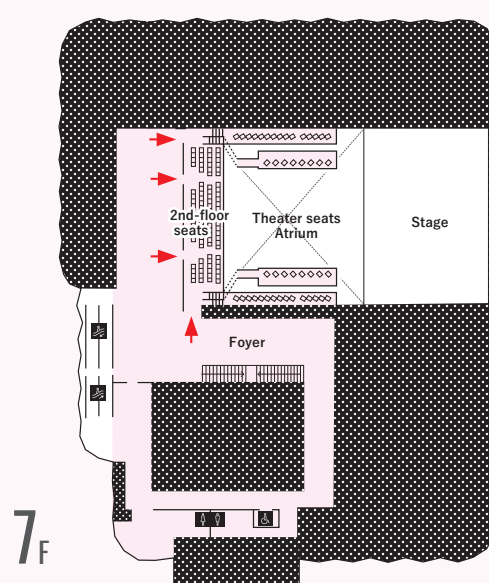 2nd-floor
seats
Theater seats
Atrium
Stage
Foyer
7F